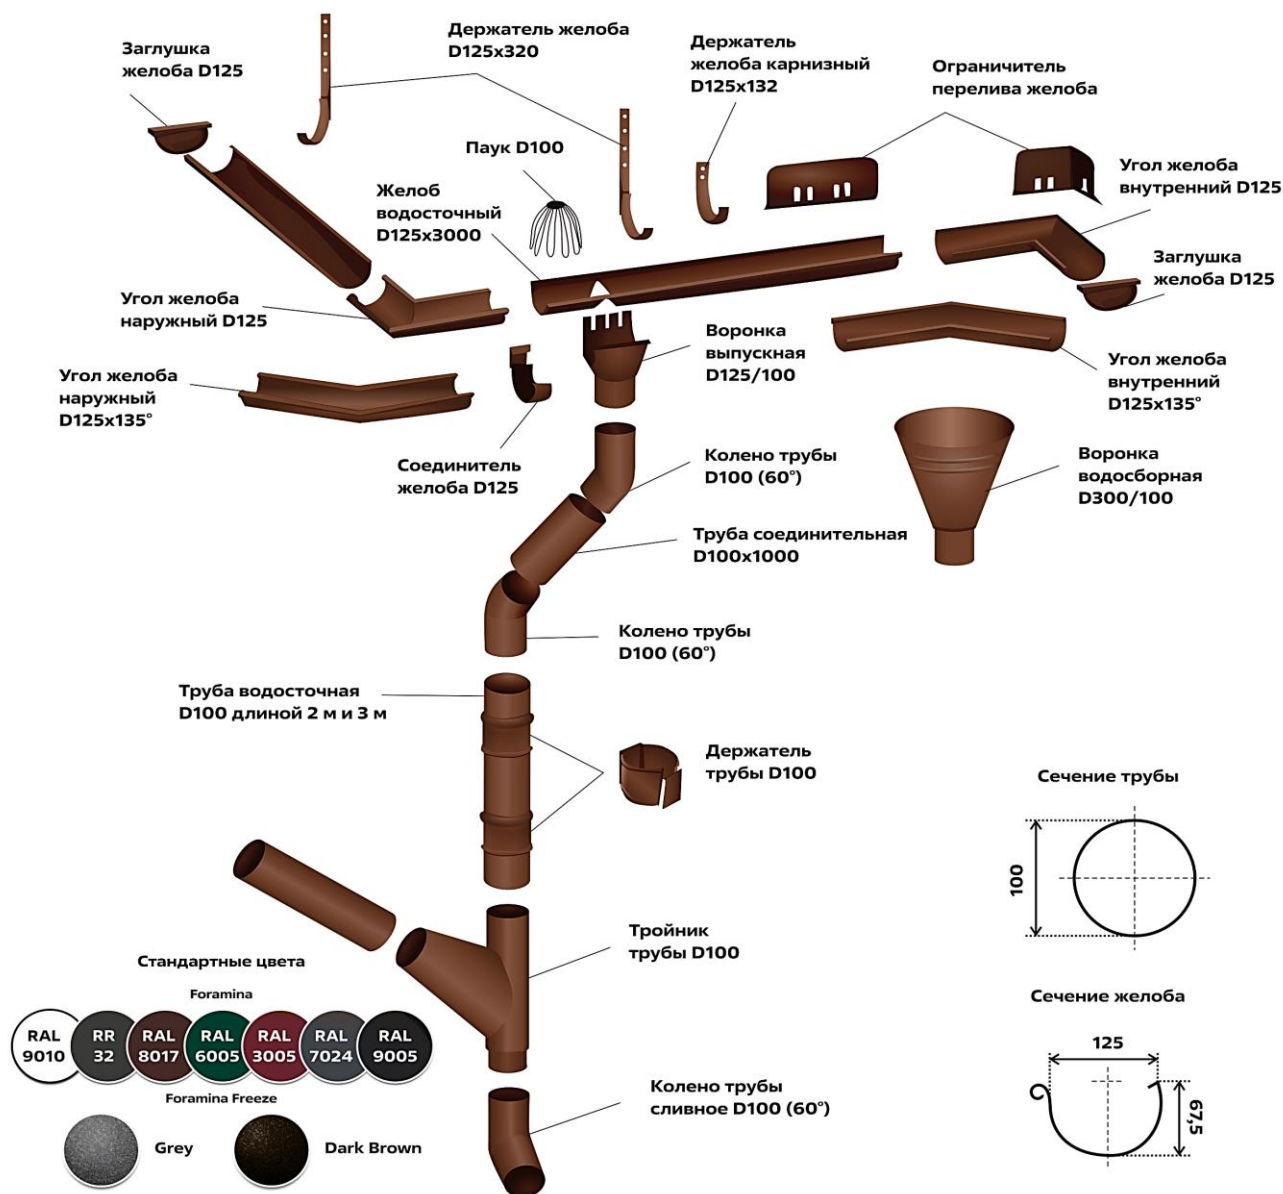 Заглушка
желоба D125
Держатель желоба
D125x320
Держатель
желоба карнизный
D125x132
Ограничитель
перелива желоба
Паук D100
Угол желоба
внутренний D125
Желоб
водосточный
D125x3000
Заглушка
желоба D125
Угол желоба
наружный D125
Воронка
выпускная
D125/100
Угол желоба
наружный
D125x135°
Угол желоба
внутренний
D125x135°
Соединитель
желоба D125
Колено трубы
D100 (60°)
Воронка
водосборная
D300/100
Труба соединительная
D100x1000
Колено трубы
D100 (60°)
Труба водосточная
D100 длиной 2 м и 3 м
Держатель
трубы D100
Сечение трубы
100
Тройник
трубы D100
Стандартные цвета
Foramina
RAL 9010
RR 32
RAL 8017
RAL 6005
RAL 3005
RAL 7024
RAL 9005
Foramina Freeze
Grey
Dark Brown
Сечение желоба
125
67,5
Колено трубы
сливное D100 (60°)